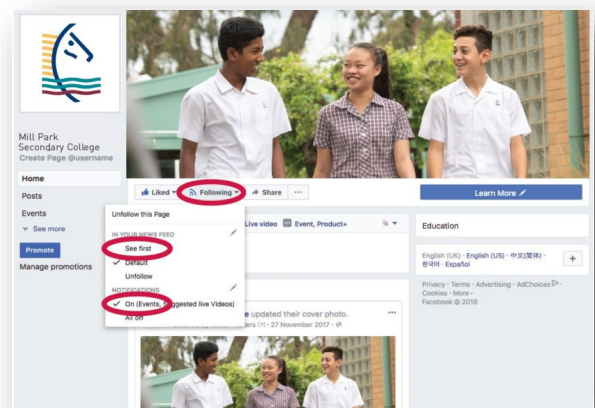 Mill Park
Secondary College
Create Page @username
Home
Posts
Events
See more
Promote
Manage promotions
Liked
Following
Share
Learn More
Unfollow this Page
IN YOUR NEWS FEED
See first
Default
Unfollow
NOTIFICATIONS
On (Events, Suggested live Videos)
All off
Live video
Event, Product+
updated their cover photo.
27 November 2017
Education
English (UK) · English (US) · 中文(简体) ·
한국어 · Español
Privacy · Terms · Advertising · AdChoices
Cookies · More
Facebook © 2018